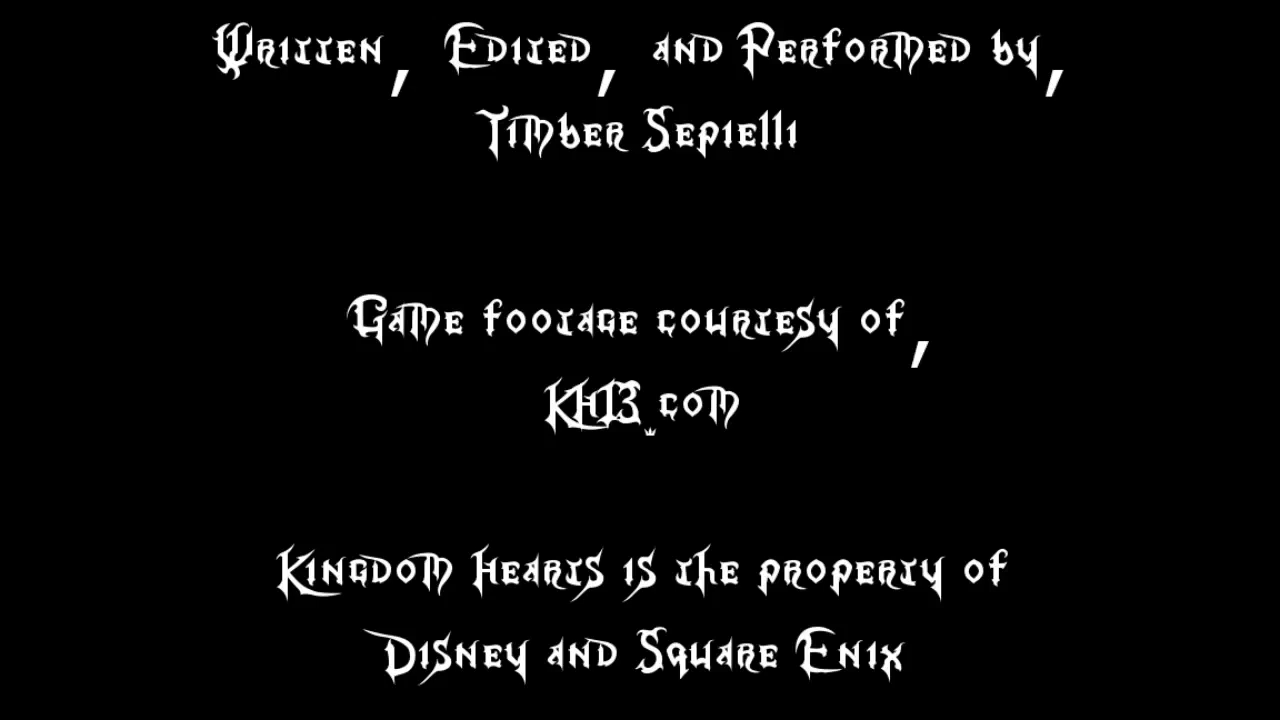 Written, Edited, and Performed by,
Timber Sepielli
Game footage courtesy of,
KH13.com
Kingdom Hearts is the property of
Disney and Square Enix